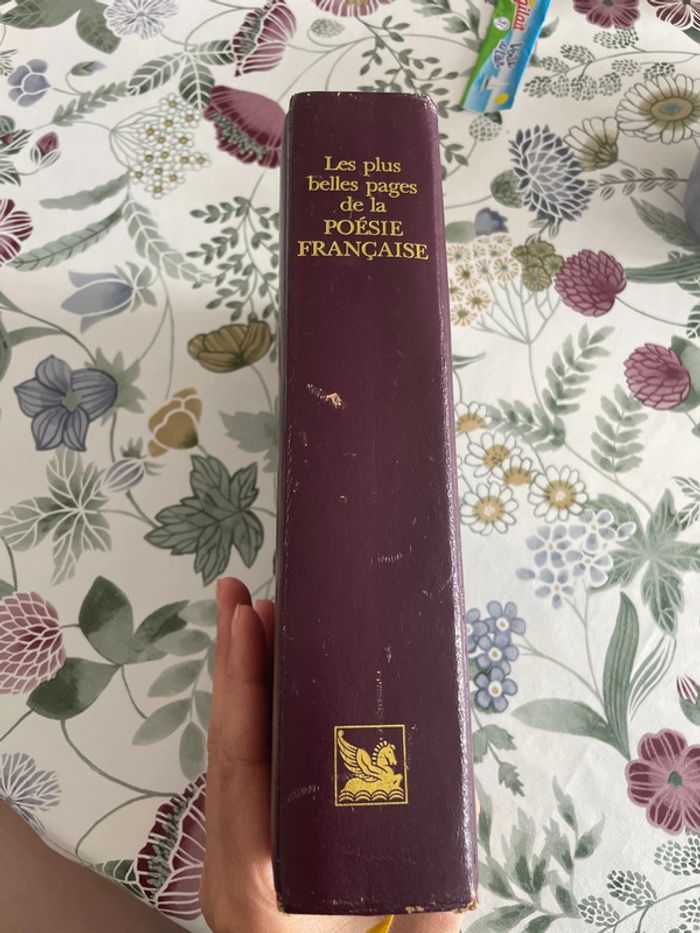 Les plus
belles pages
de la
POÉSIE
FRANÇAISE